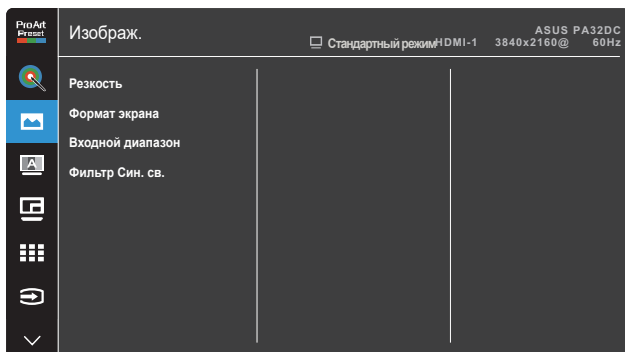 ProArt
Preset
Изображ.
Стандартный режим HDMI-1
ASUS PA32DC
3840x2160@ 60Hz
Резкость
Формат экрана
Входной диапазон
Фильтр Син. св.
A